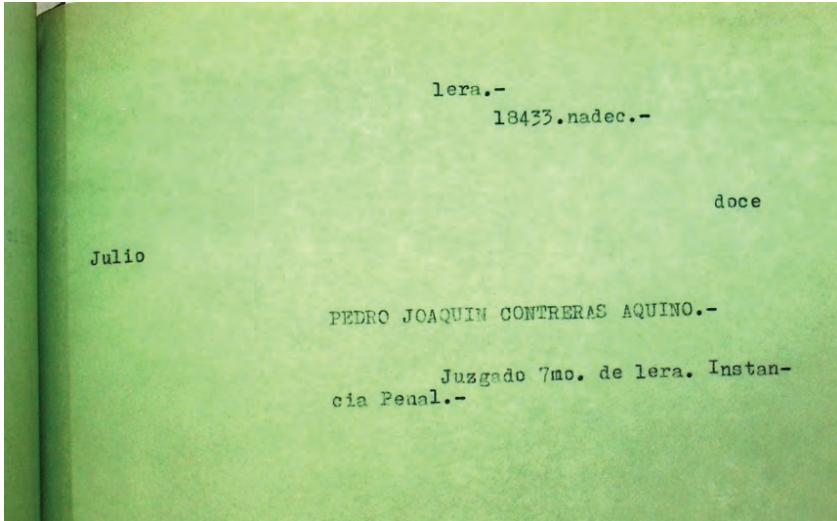 lera.-
18433.nadec.-
doce
Julio
PEDRO JOAQUIN CONTRERAS AQUINO.-
Juzgado 7mo. de lera. Instan-
cia Penal.-